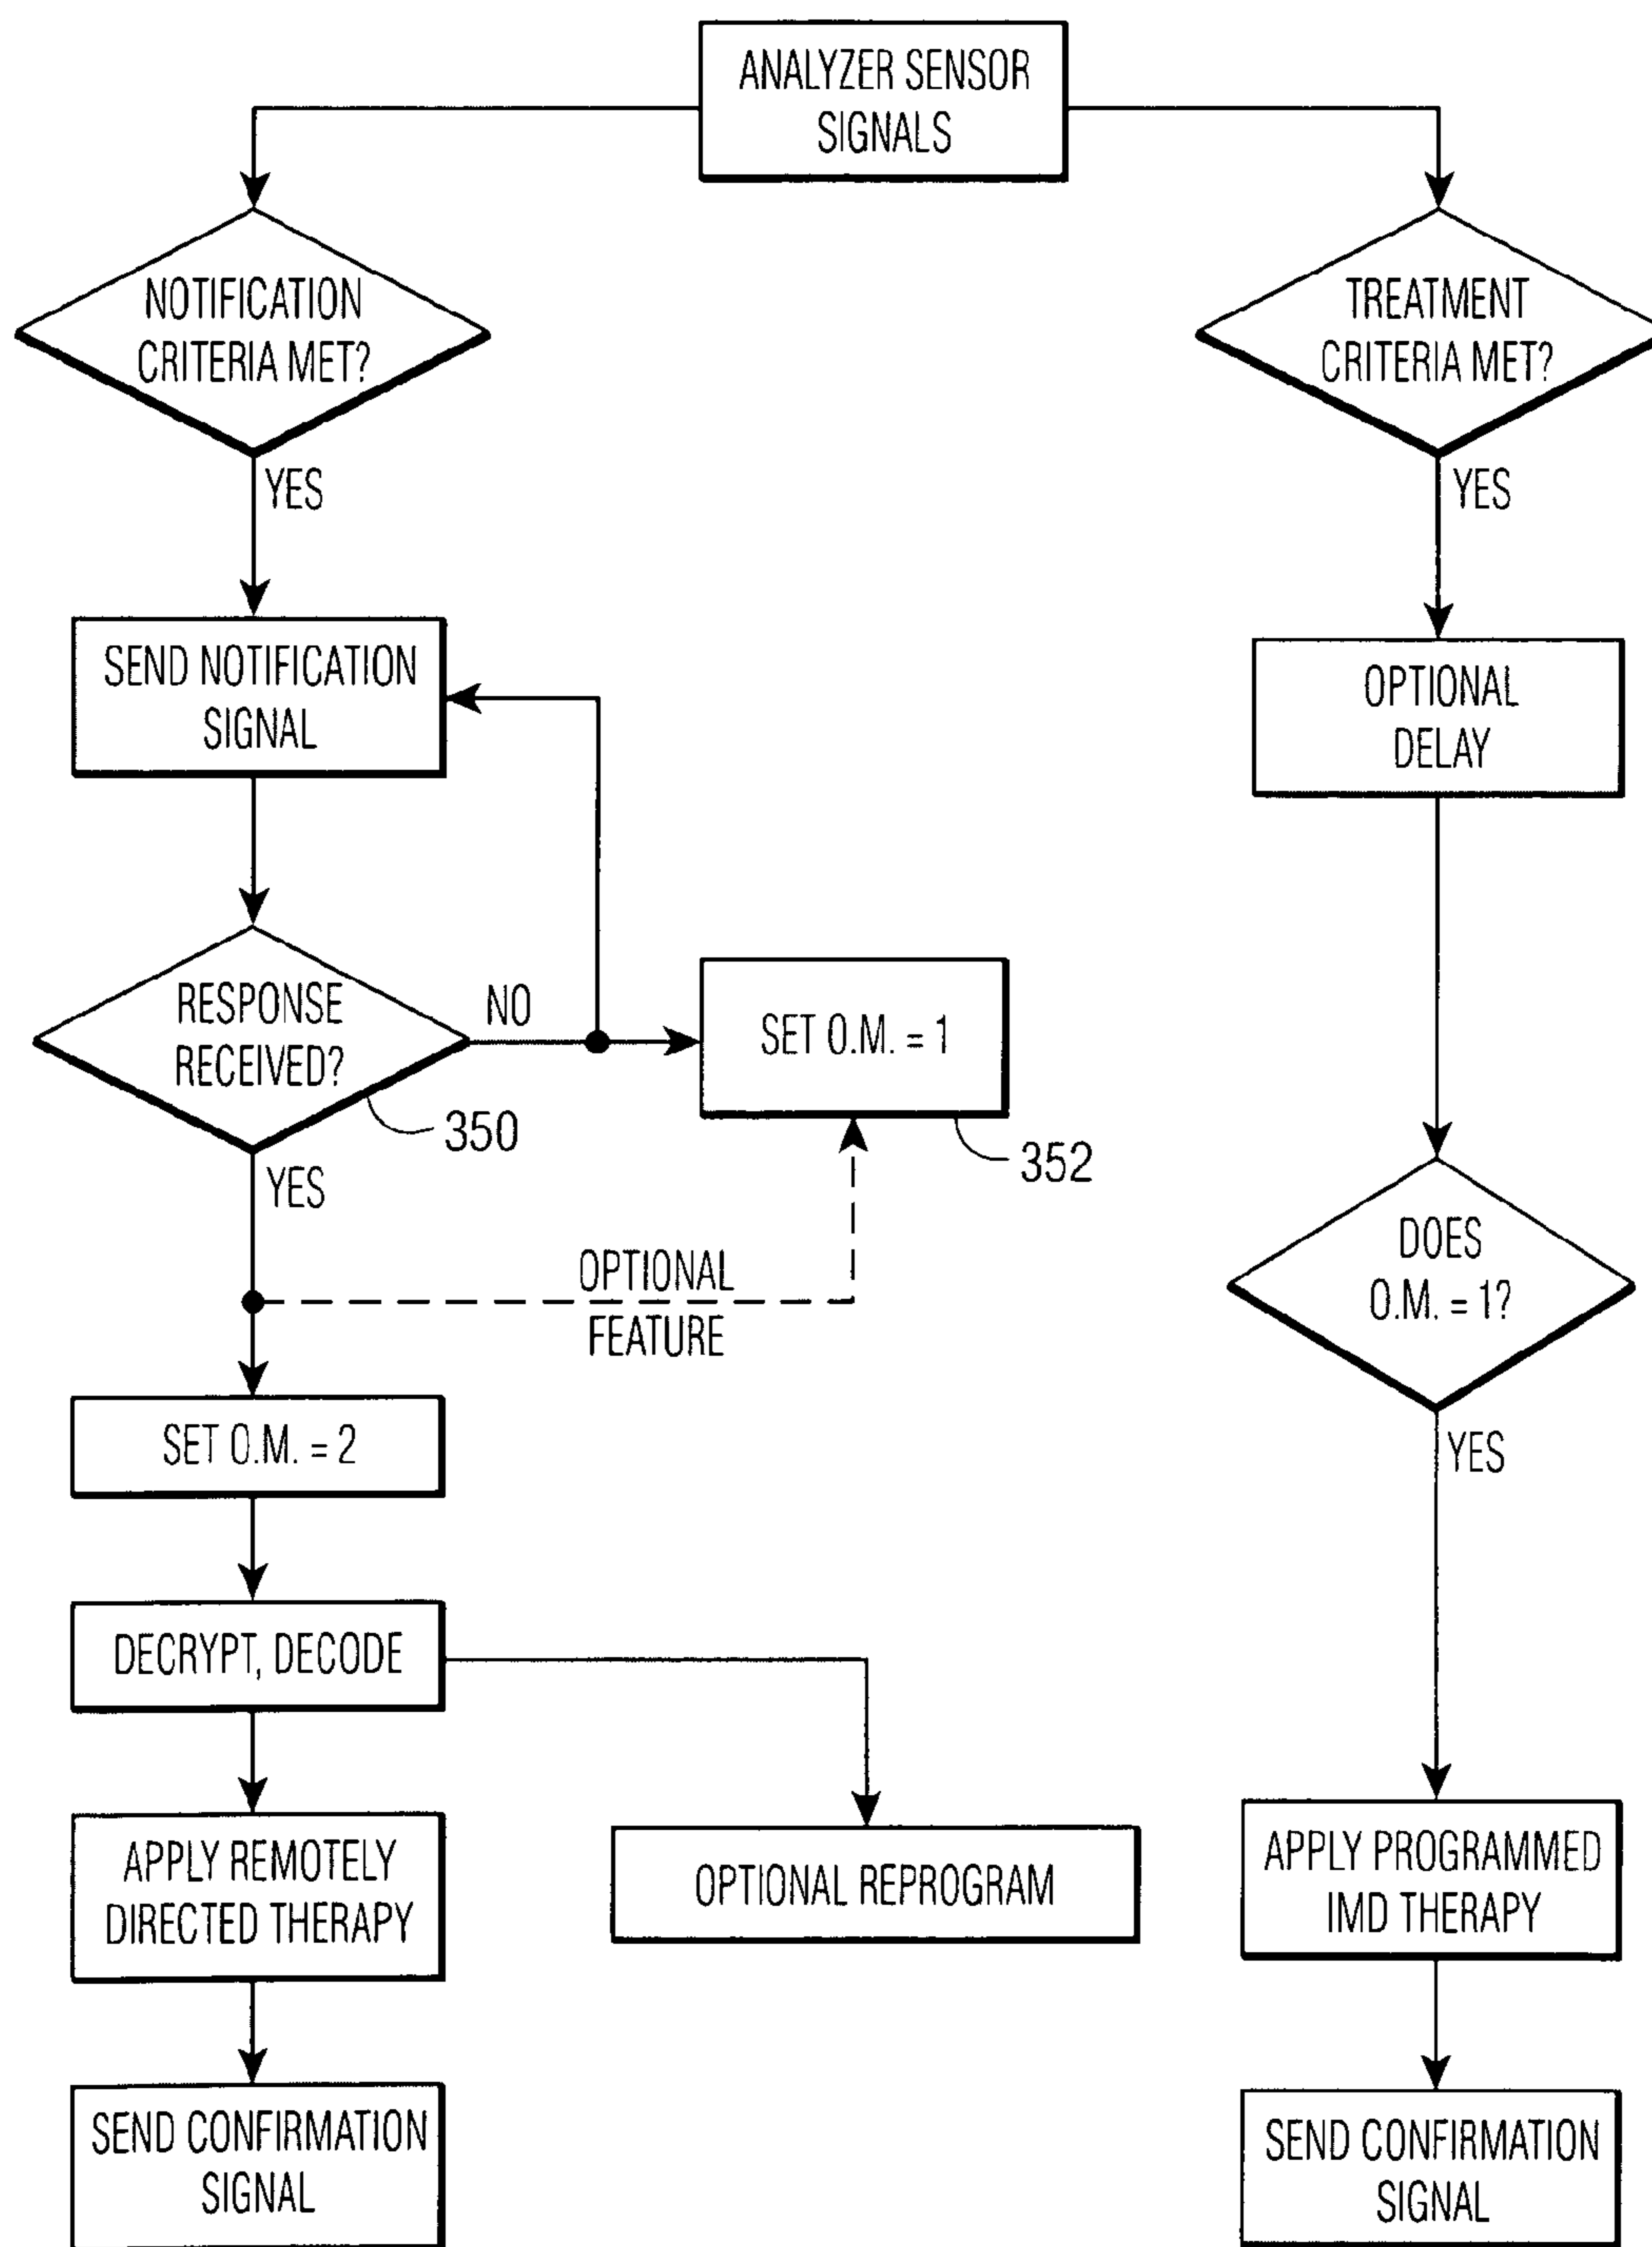 ANALYZER SENSOR
SIGNALS
NOTIFICATION
CRITERIA MET?
YES
SEND NOTIFICATION
SIGNAL
RESPONSE
RECEIVED?
NO
350
YES
SET O.M. = 1
352
OPTIONAL
FEATURE
SET O.M. = 2
DECRYPT, DECODE
APPLY REMOTELY
DIRECTED THERAPY
OPTIONAL REPROGRAM
SEND CONFIRMATION
SIGNAL
TREATMENT
CRITERIA MET?
YES
OPTIONAL
DELAY
DOES
O.M. = 1?
YES
APPLY PROGRAMMED
IMD THERAPY
SEND CONFIRMATION
SIGNAL